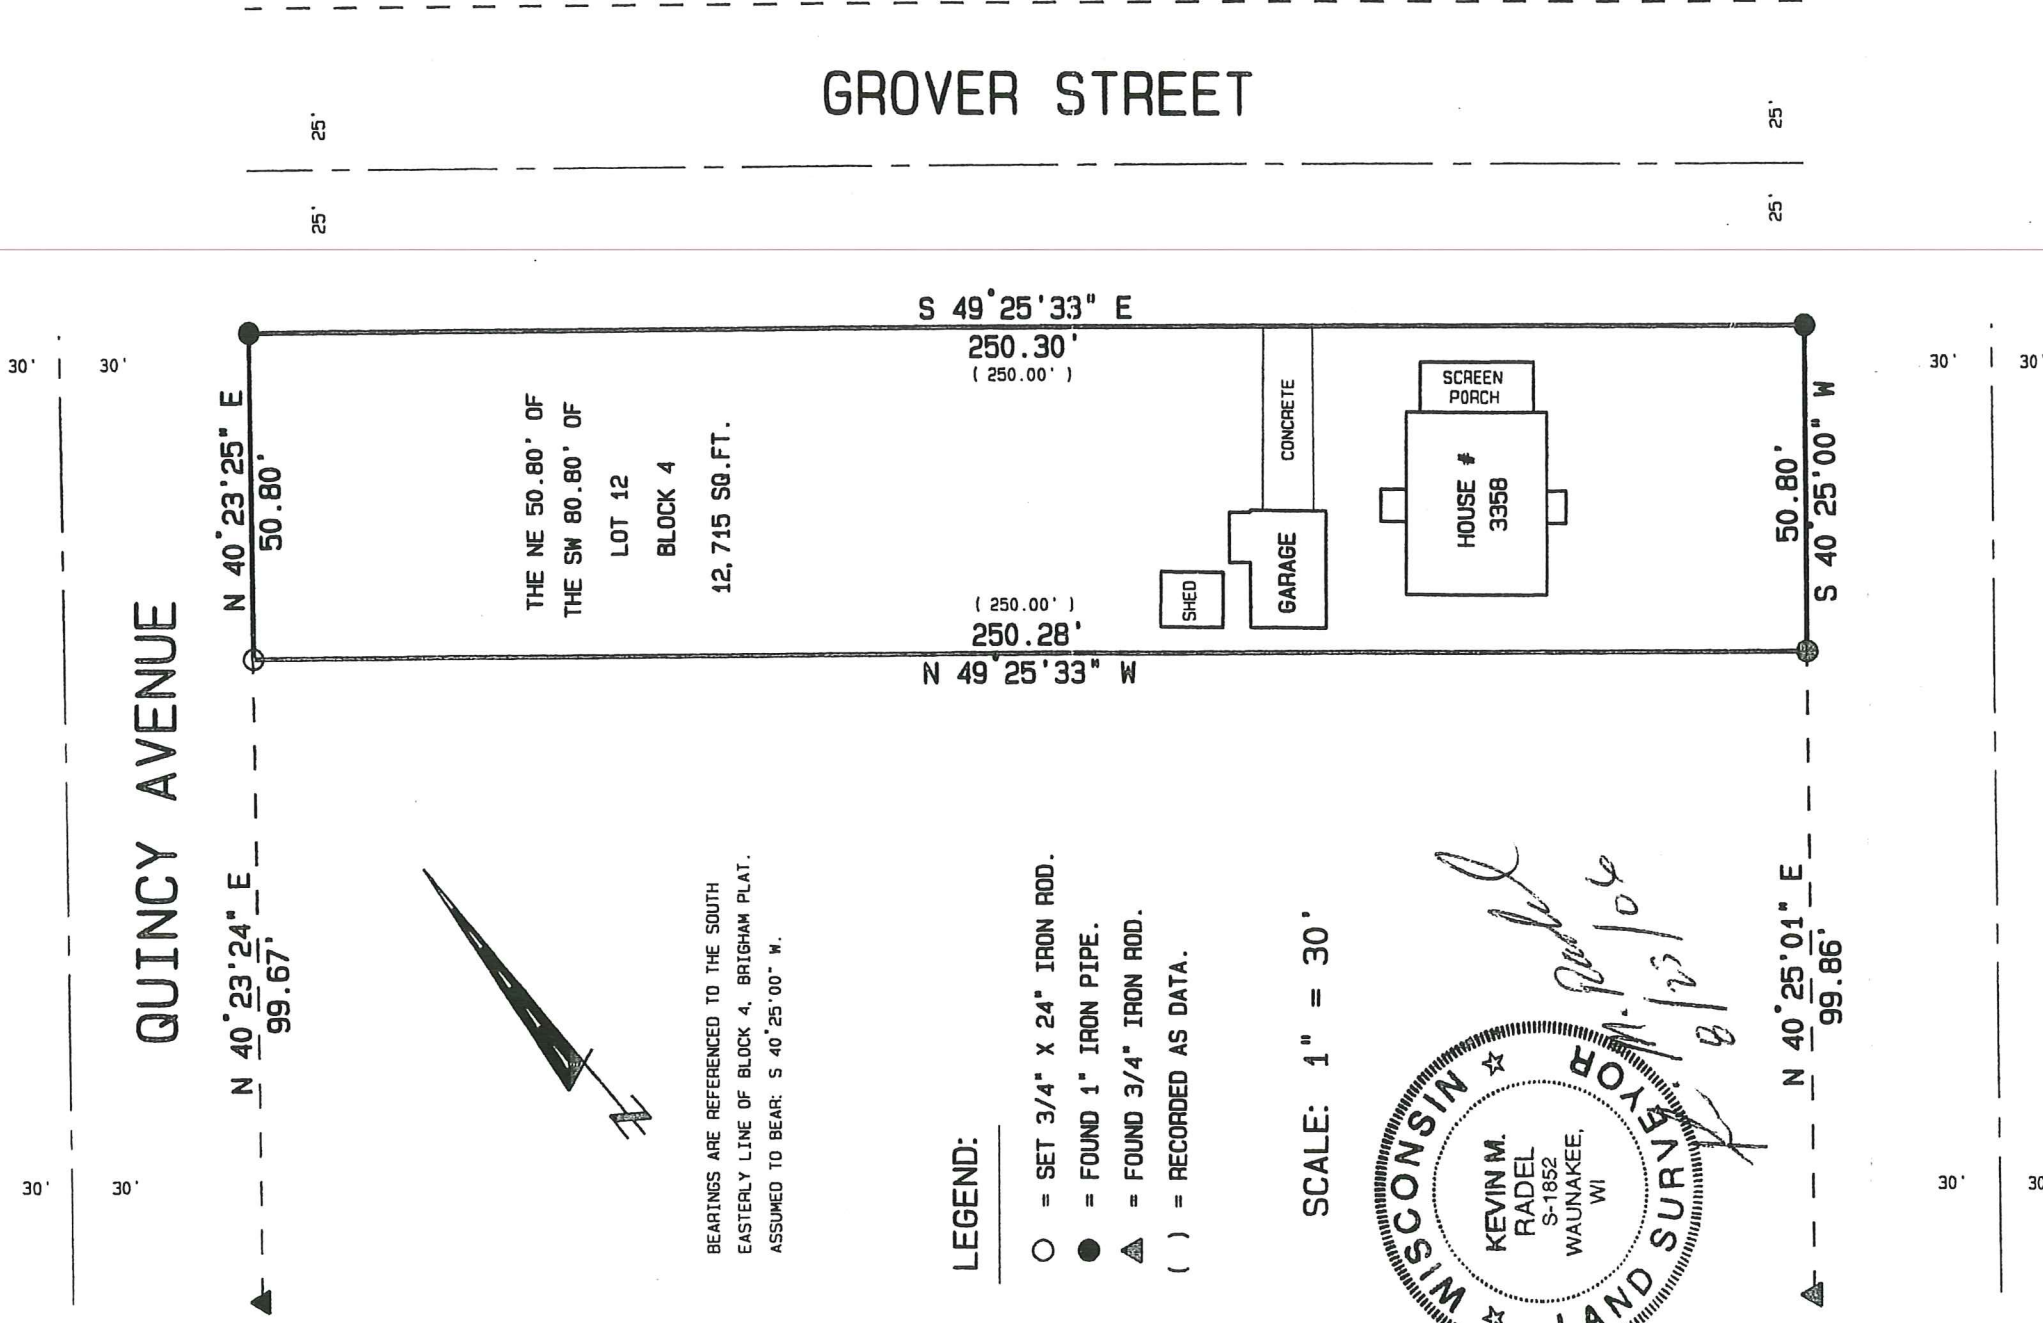 GROVER STREET
25'
25'
25'
25'
S 49°25'33" E
250.30'
( 250.00' )
30'
30'
30'
30'
N 40°23'25" E
50.80'
THE NE 50.80' OF
THE SW 80.80' OF
LOT 12
BLOCK 4
12,715 SQ.FT.
CONCRETE
SCREEN
PORCH
HOUSE #
3358
GARAGE
SHED
50.80'
S 40°25'00" W
( 250.00' )
250.28'
N 49°25'33" W
QUINCY AVENUE
N 40°23'24" E
99.67'
BEARINGS ARE REFERENCED TO THE SOUTH
EASTERLY LINE OF BLOCK 4, BRIGHAM PLAT.
ASSUMED TO BEAR: S 40°25'00" W.
LEGEND:
= SET 3/4" X 24" IRON ROD.
= FOUND 1" IRON PIPE.
= FOUND 3/4" IRON ROD.
( ) = RECORDED AS DATA.
SCALE: 1" = 30'
WISCONSIN
LAND SURVEYOR
KEVIN M.
RADEL
S-1852
WAUNAKEE,
WI
N 40°25'01" E
99.86'
30'
30'
30'
30